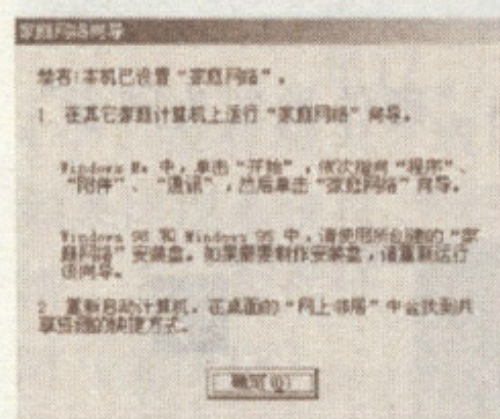 家庭网络向导
恭喜!本机已设置“家庭网络”。
1. 在其它家庭计算机上运行“家庭网络”向导。
Windows Me 中，单击“开始”，依次指向“程序”、
“附件”、“通讯”，然后单击“家庭网络”向导。
Windows 98 和 Windows 95 中，请使用所创建的“家
庭网络”安装盘。如果需要制作安装盘，请重新运行
该向导。
2. 重新启动计算机。在桌面的“网上邻居”中会找到共
享资源的快捷方式。
确定(O)